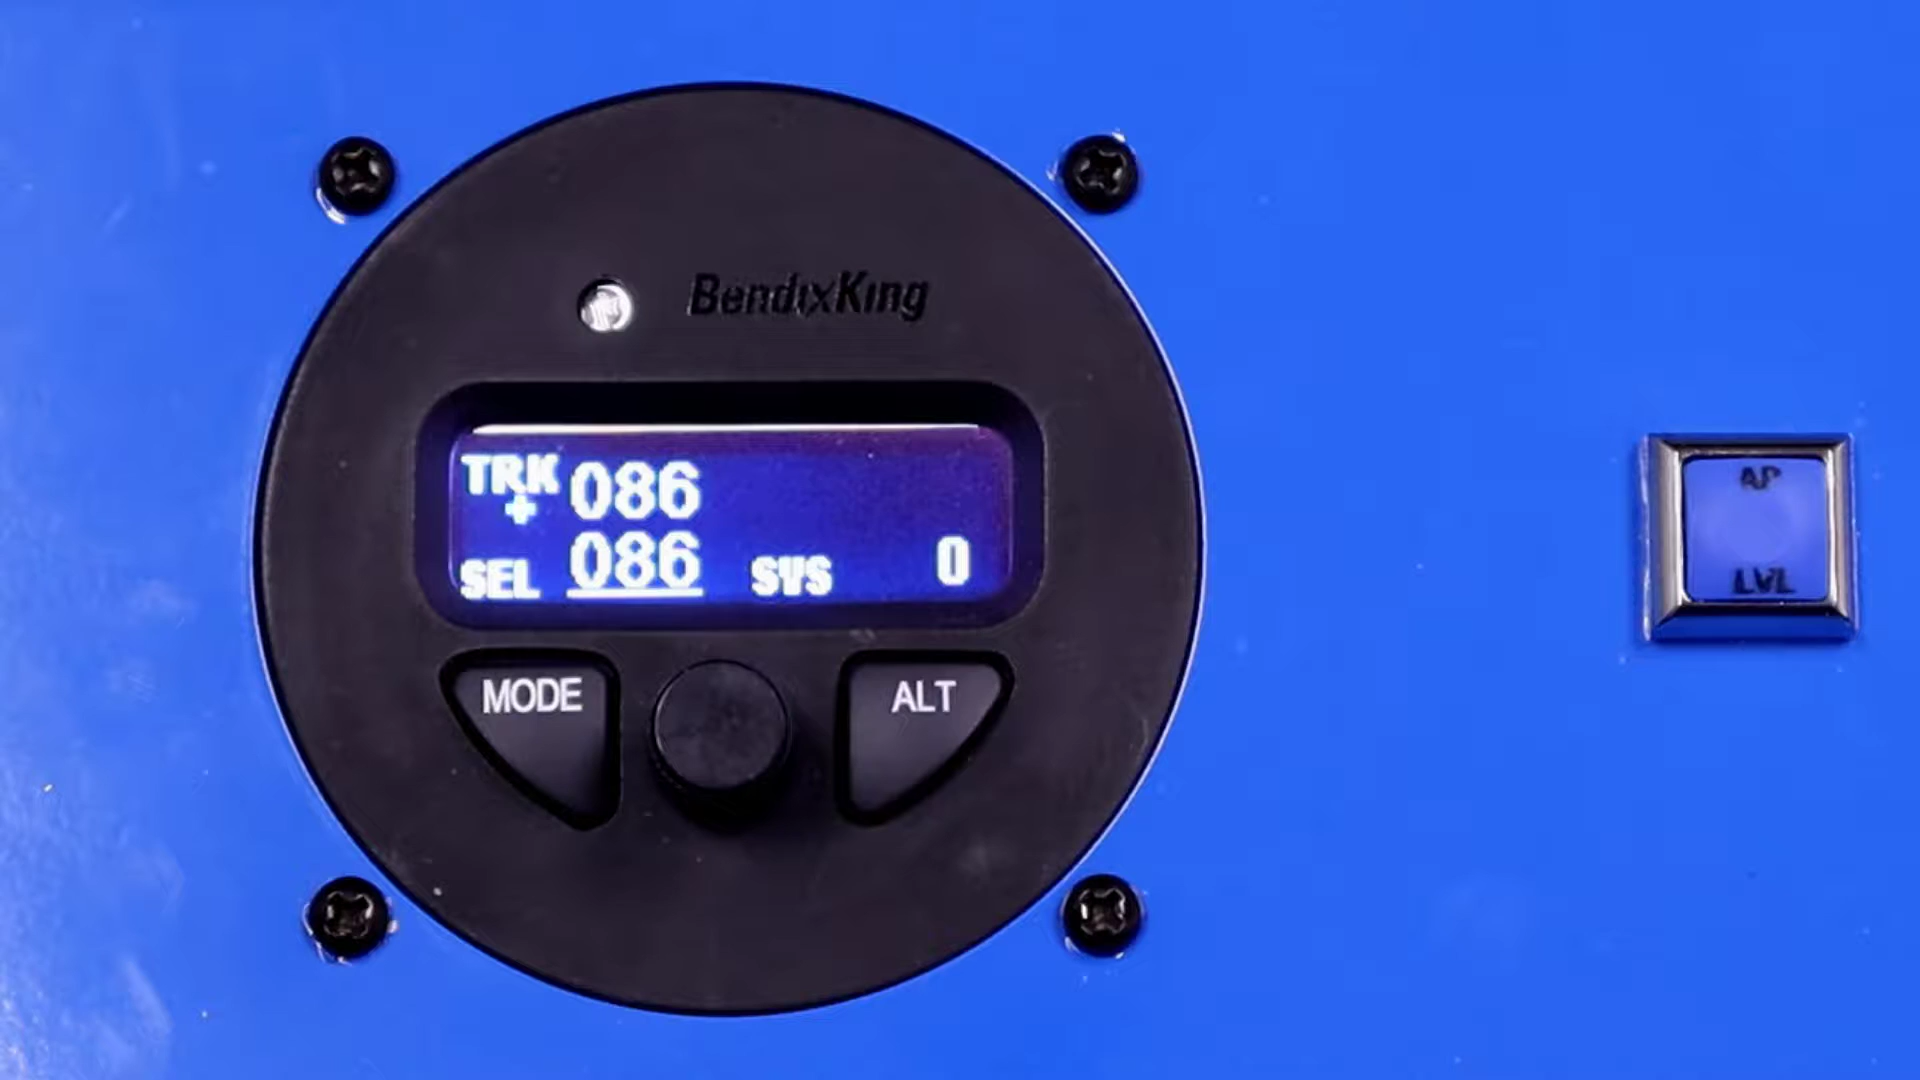 BendixKing
TRK 086
+
SEL 086 SVS 0
MODE
ALT
AP
LVL